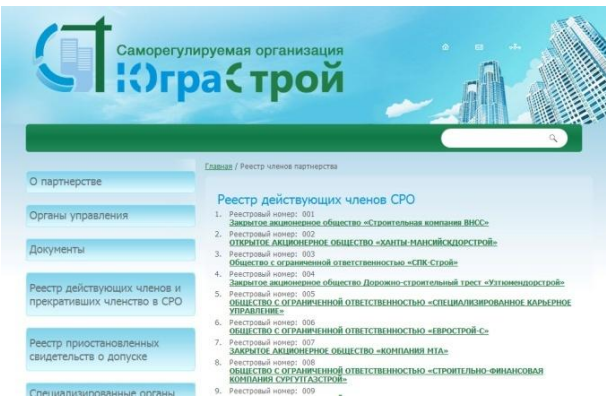 Саморегулируемая организация
ЮграСтрой
Главная / Реестр членов партнерства
О партнерстве
Органы управления
Документы
Реестр действующих членов и
прекративших членство в СРО
Реестр приостановленных
свидетельств о допуске
Специализированные органы
Реестр действующих членов СРО
1. Реестровый номер: 001
Закрытое акционерное общество «Строительная компания ВНСС»
2. Реестровый номер: 002
ОТКРЫТОЕ АКЦИОНЕРНОЕ ОБЩЕСТВО «ХАНТЫ-МАНСИЙСКДОРСТРОЙ»
3. Реестровый номер: 003
Общество с ограниченной ответственностью «СПК-Строй»
4. Реестровый номер: 004
Закрытое акционерное общество Дорожно-строительный трест «Узтюмендорстрой»
5. Реестровый номер: 005
ОБЩЕСТВО С ОГРАНИЧЕННОЙ ОТВЕТСТВЕННОСТЬЮ «СПЕЦИАЛИЗИРОВАННОЕ КАРЬЕРНОЕ
УПРАВЛЕНИЕ»
6. Реестровый номер: 006
ОБЩЕСТВО С ОГРАНИЧЕННОЙ ОТВЕТСТВЕННОСТЬЮ «ЕВРОСТРОЙ-С»
7. Реестровый номер: 007
ЗАКРЫТОЕ АКЦИОНЕРНОЕ ОБЩЕСТВО «КОМПАНИЯ МТА»
8. Реестровый номер: 008
ОБЩЕСТВО С ОГРАНИЧЕННОЙ ОТВЕТСТВЕННОСТЬЮ «СТРОИТЕЛЬНО-ФИНАНСОВАЯ
КОМПАНИЯ СУРГУТГАЗСТРОЙ»
9. Реестровый номер: 009